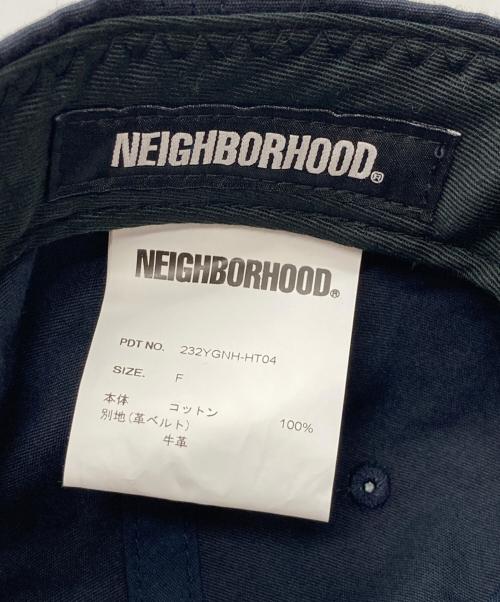 NEIGHBORHOOD®
NEIGHBORHOOD®
PDT NO. 232YGNH-HT04
SIZE. F
本体 コットン 100%
別地(革ベルト)
牛革